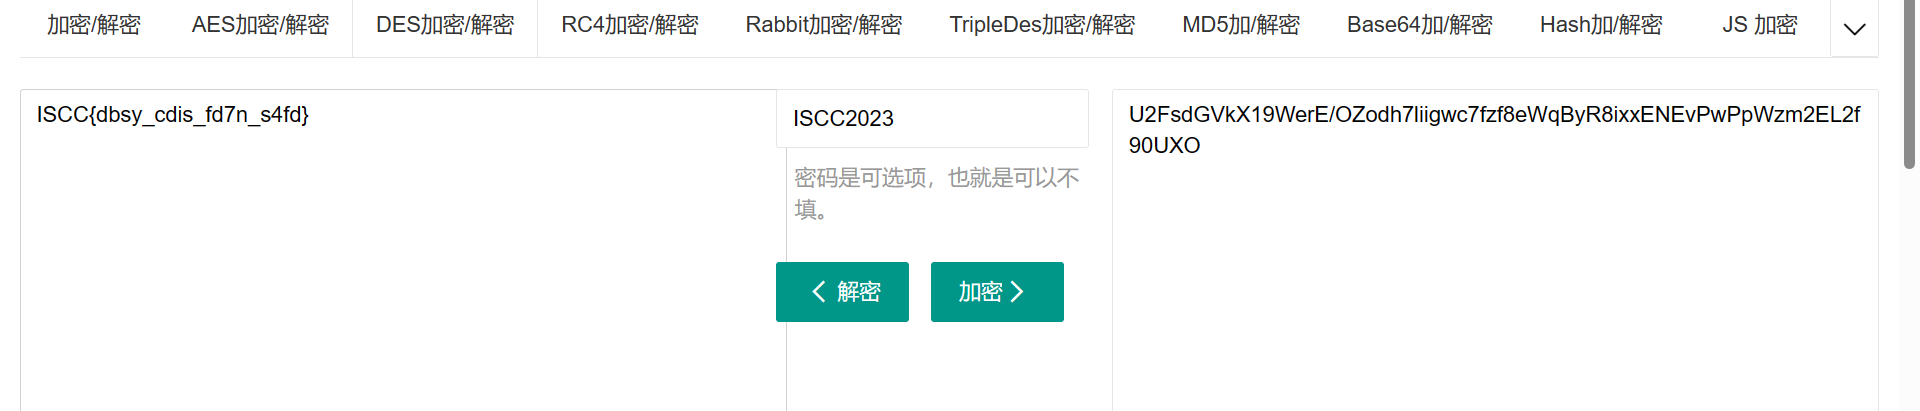 加密/解密 AES加密/解密 DES加密/解密 RC4加密/解密 Rabbit加密/解密 TripleDes加密/解密 MD5加/解密 Base64加/解密 Hash加/解密 JS 加密
ISCC{dbsy_cdis_fd7n_s4fd}
ISCC2023
密码是可选项，也就是可以不
填。
解密 加密
U2FsdGVkX19WerE/OZodh7liigwc7fzf8eWqByR8ixxENEvPwPpWzm2EL2f
90UXO